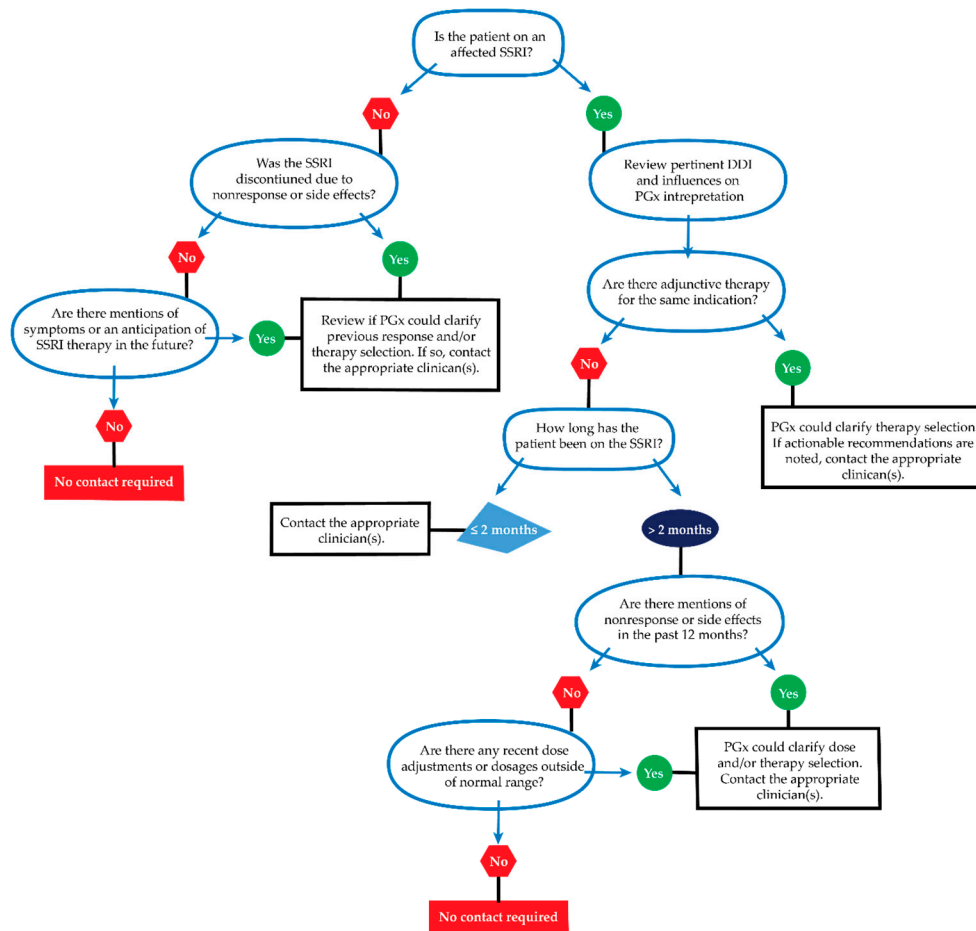 Is the patient on an
affected SSRI?
No
Yes
Was the SSRI
discontiuned due to
nonresponse or side effects?
Review pertinent DDI
and influences on
PGx intrepretation
No
Yes
Are there adjunctive therapy
for the same indication?
Are there mentions of
symptoms or an anticipation of
SSRI therapy in the future?
Yes
Review if PGx could clarify
previous response and/or
therapy selection. If so, contact
the appropriate clinican(s).
No
Yes
No
How long has the
patient been on the SSRI?
PGx could clarify therapy selection
If actionable recommendations are
noted, contact the appropriate
clinician(s).
No contact required
Contact the appropriate
clinician(s).
≤ 2 months
> 2 months
Are there mentions of
nonresponse or side effects
in the past 12 months?
No
Yes
Are there any recent dose
adjustments or dosages outside
of normal range?
Yes
PGx could clarify dose
and/or therapy selection.
Contact the appropriate
clinician(s).
No
No contact required